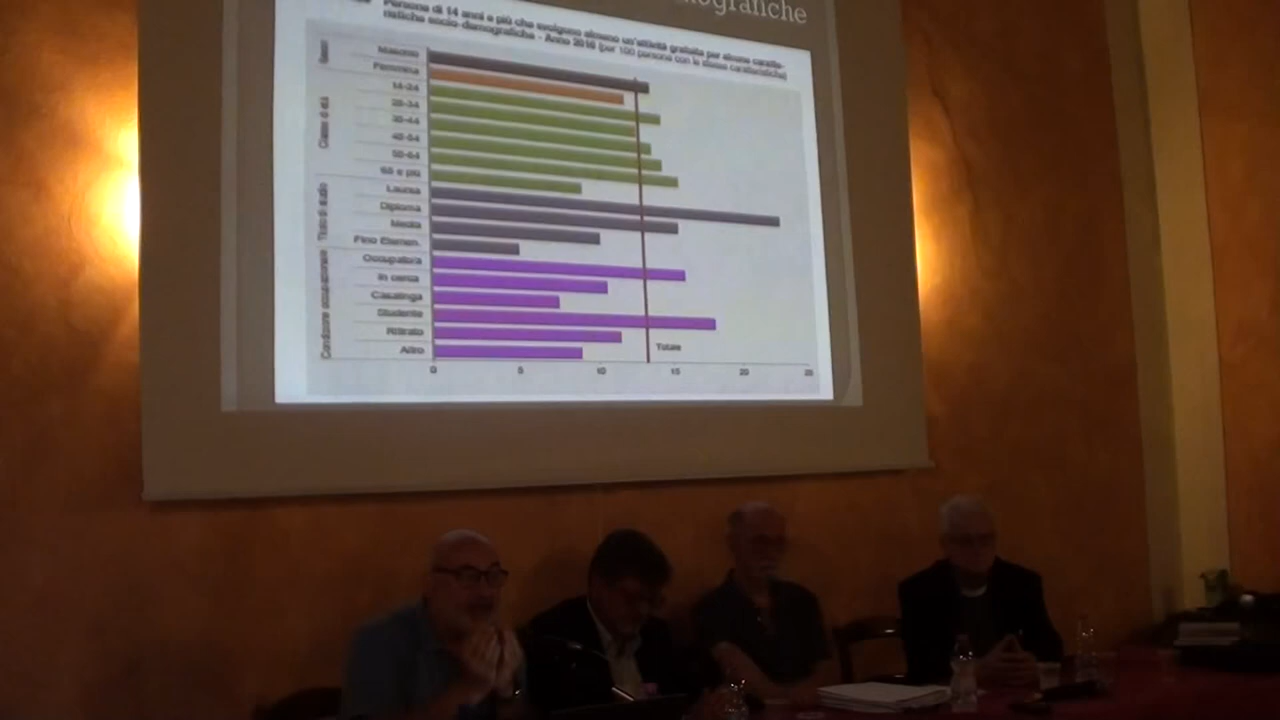 Persone di 14 anni e più che svolgono almeno un'attività gratuita per alcune caratte-
ristiche socio-demografiche - Anno 2016 (per 100 persone con le stesse caratteristiche)
Maschio
Femmina
14-24
25-34
35-44
45-54
55-64
65 e più
Laurea
Diploma
Media
Fino Elemen.
Occupato/a
In cerca
Casalinga
Studente
Ritirato
Altro
Classe di età
Titolo di studio
Condizione occupazionale
Totale
0 5 10 15 20 25